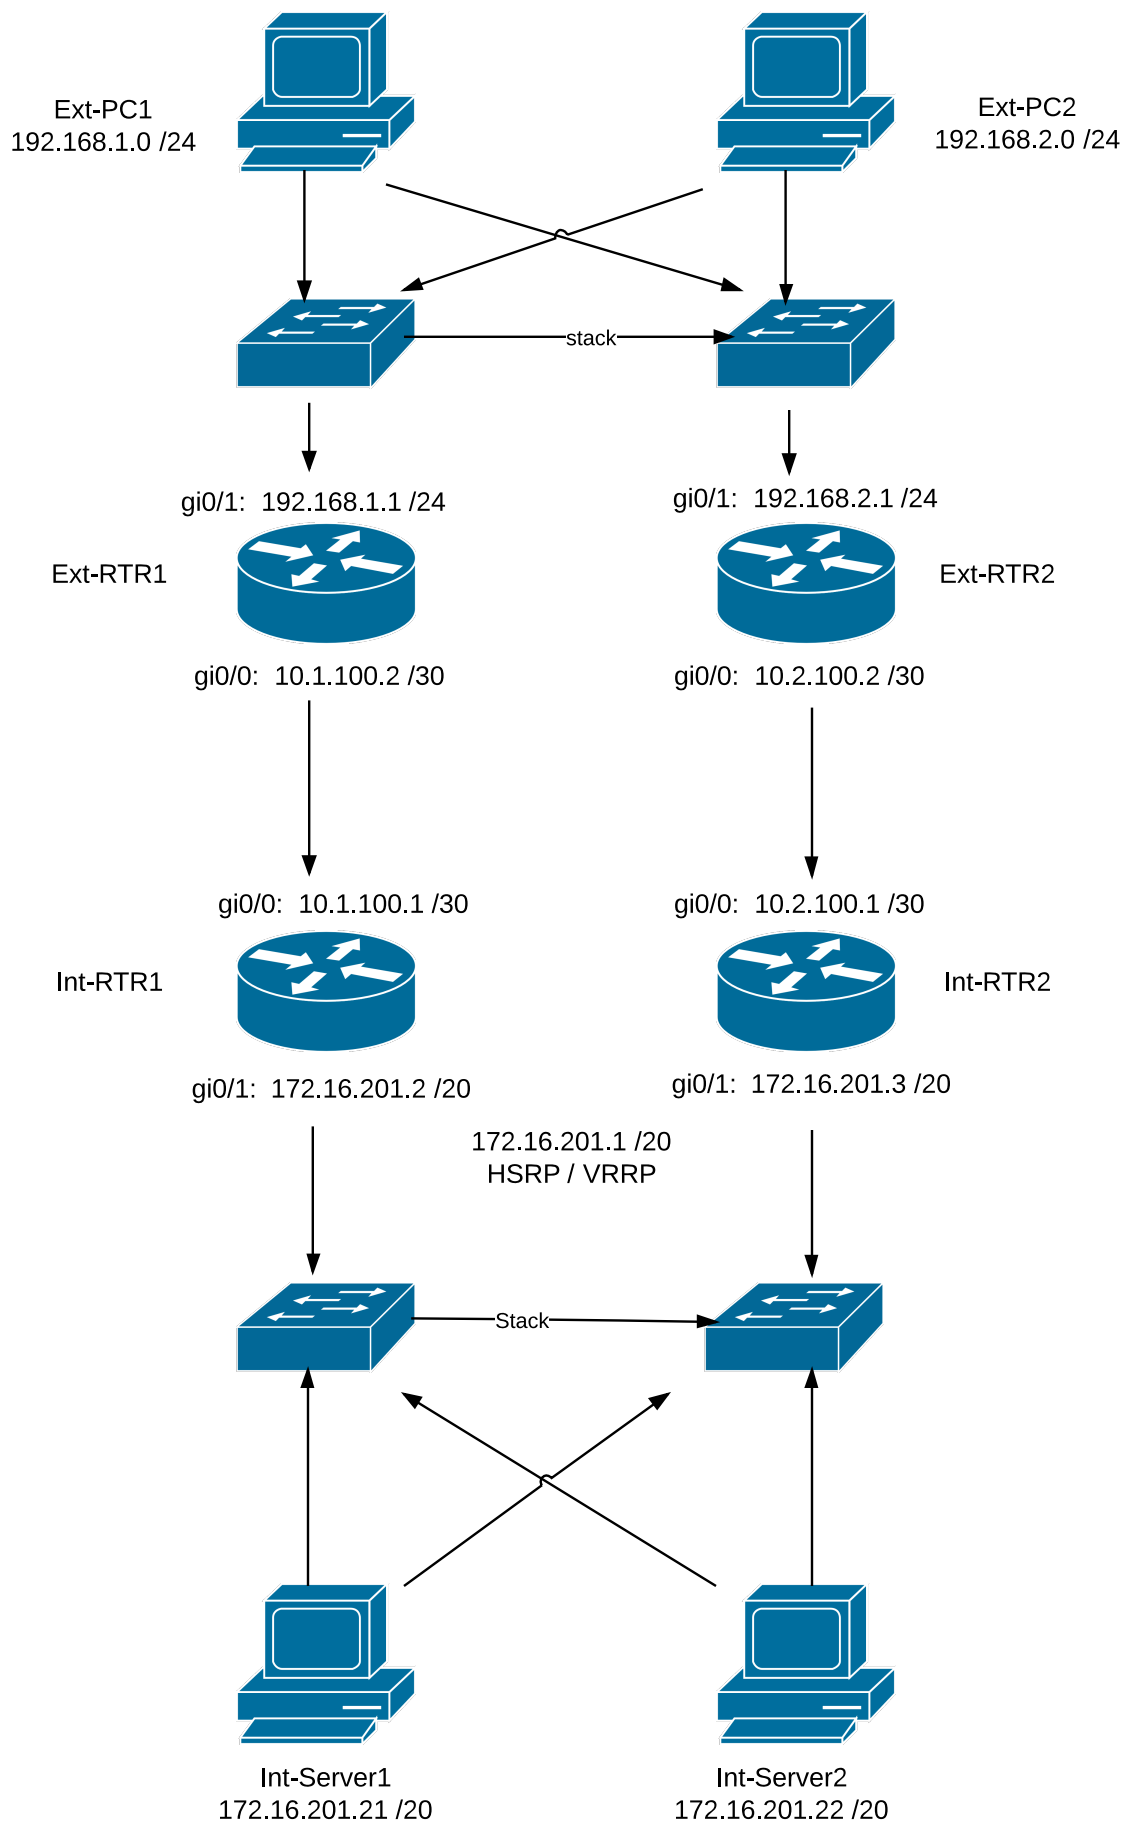 Ext-PC1
192.168.1.0 /24
Ext-PC2
192.168.2.0 /24
stack
gi0/1:  192.168.1.1 /24
gi0/1:  192.168.2.1 /24
Ext-RTR1
Ext-RTR2
gi0/0:  10.1.100.2 /30
gi0/0:  10.2.100.2 /30
gi0/0:  10.1.100.1 /30
gi0/0:  10.2.100.1 /30
Int-RTR1
Int-RTR2
gi0/1:  172.16.201.2 /20
gi0/1:  172.16.201.3 /20
172.16.201.1 /20
HSRP / VRRP
Stack
Int-Server1
172.16.201.21 /20
Int-Server2
172.16.201.22 /20